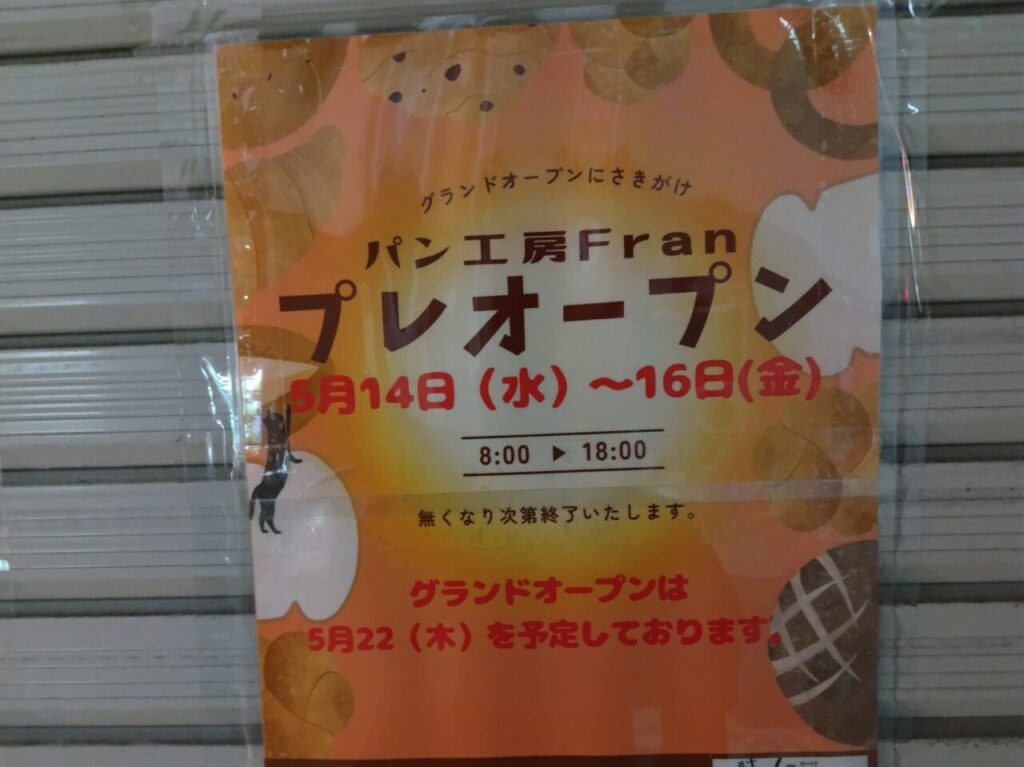 グランドオープンにさきがけ
パン工房Fran
プレオープン
5月14日（水）～16日(金)
8:00 ▶ 18:00
無くなり次第終了いたします。
グランドオープンは
5月22（木）を予定しております。